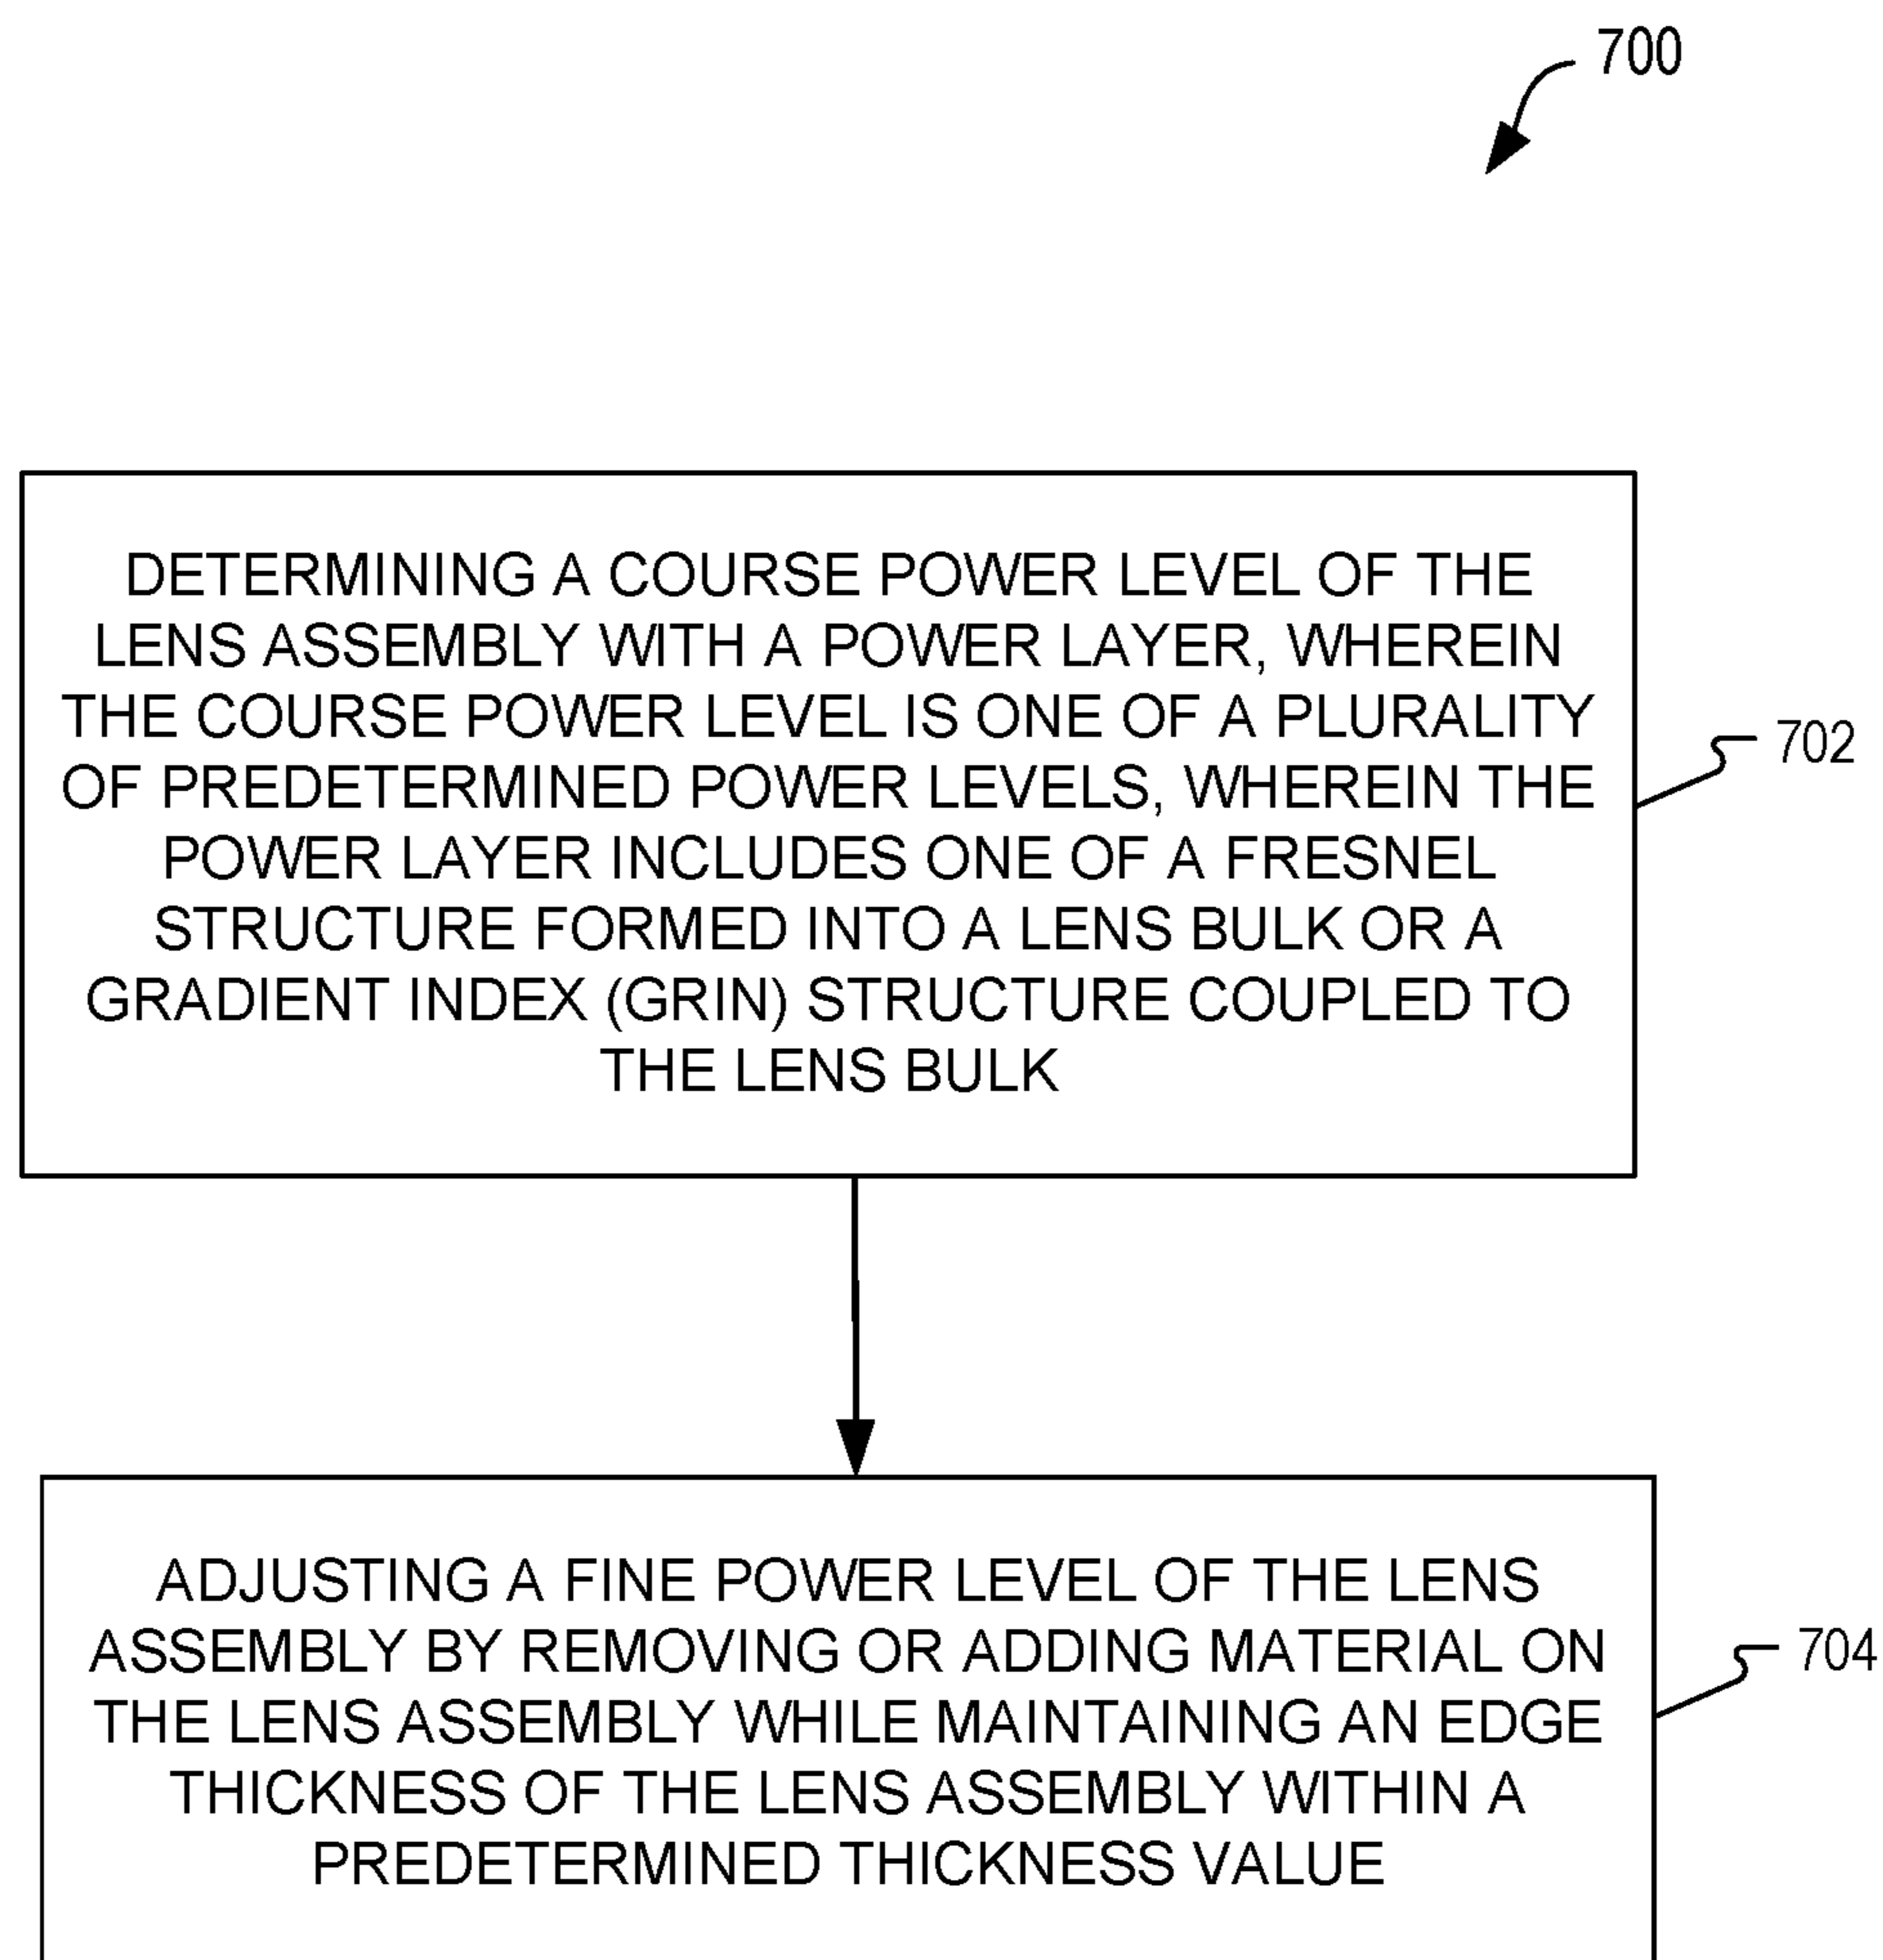 700
DETERMINING A COURSE POWER LEVEL OF THE
LENS ASSEMBLY WITH A POWER LAYER, WHEREIN
THE COURSE POWER LEVEL IS ONE OF A PLURALITY
OF PREDETERMINED POWER LEVELS, WHEREIN THE
POWER LAYER INCLUDES ONE OF A FRESNEL
STRUCTURE FORMED INTO A LENS BULK OR A
GRADIENT INDEX (GRIN) STRUCTURE COUPLED TO
THE LENS BULK
702
ADJUSTING A FINE POWER LEVEL OF THE LENS
ASSEMBLY BY REMOVING OR ADDING MATERIAL ON
THE LENS ASSEMBLY WHILE MAINTAINING AN EDGE
THICKNESS OF THE LENS ASSEMBLY WITHIN A
PREDETERMINED THICKNESS VALUE
704